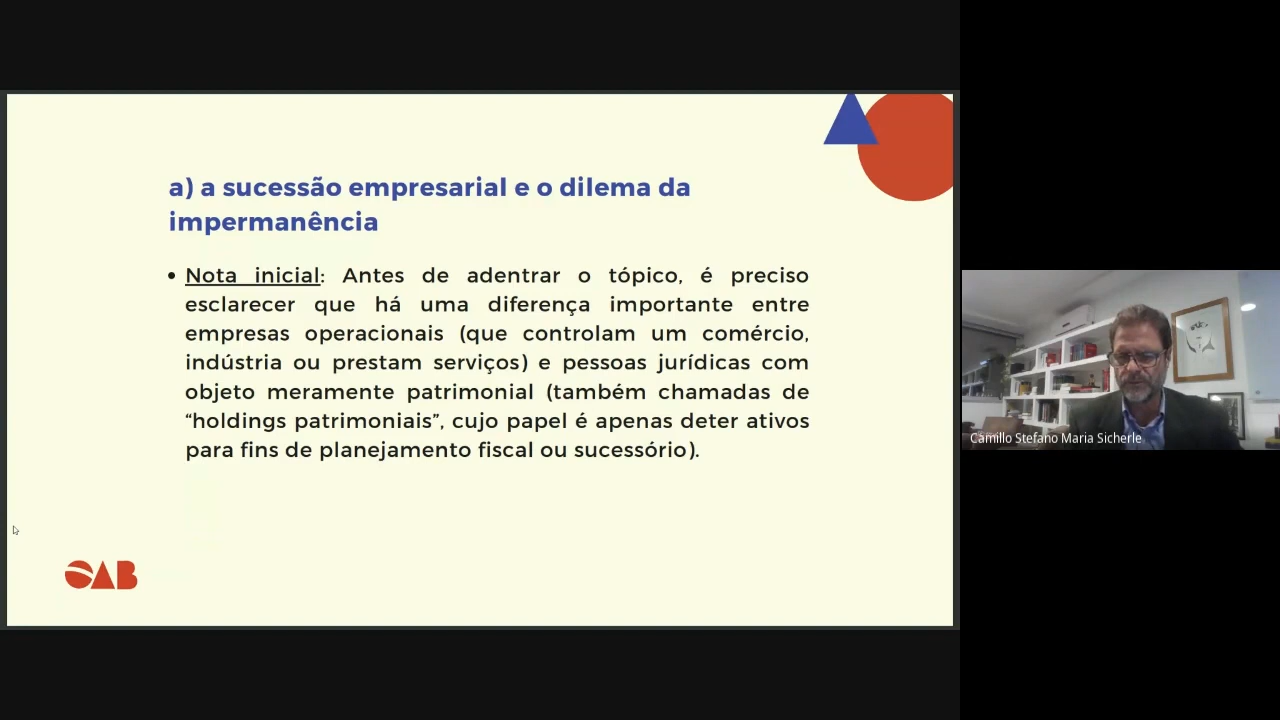 a) a sucessão empresarial e o dilema da
impermanência
• Nota inicial: Antes de adentrar o tópico, é preciso
esclarecer que há uma diferença importante entre
empresas operacionais (que controlam um comércio,
indústria ou prestam serviços) e pessoas jurídicas com
objeto meramente patrimonial (também chamadas de
“holdings patrimoniais”, cujo papel é apenas deter ativos
para fins de planejamento fiscal ou sucessório).
OAB
Camillo Stefano Maria Sicherle